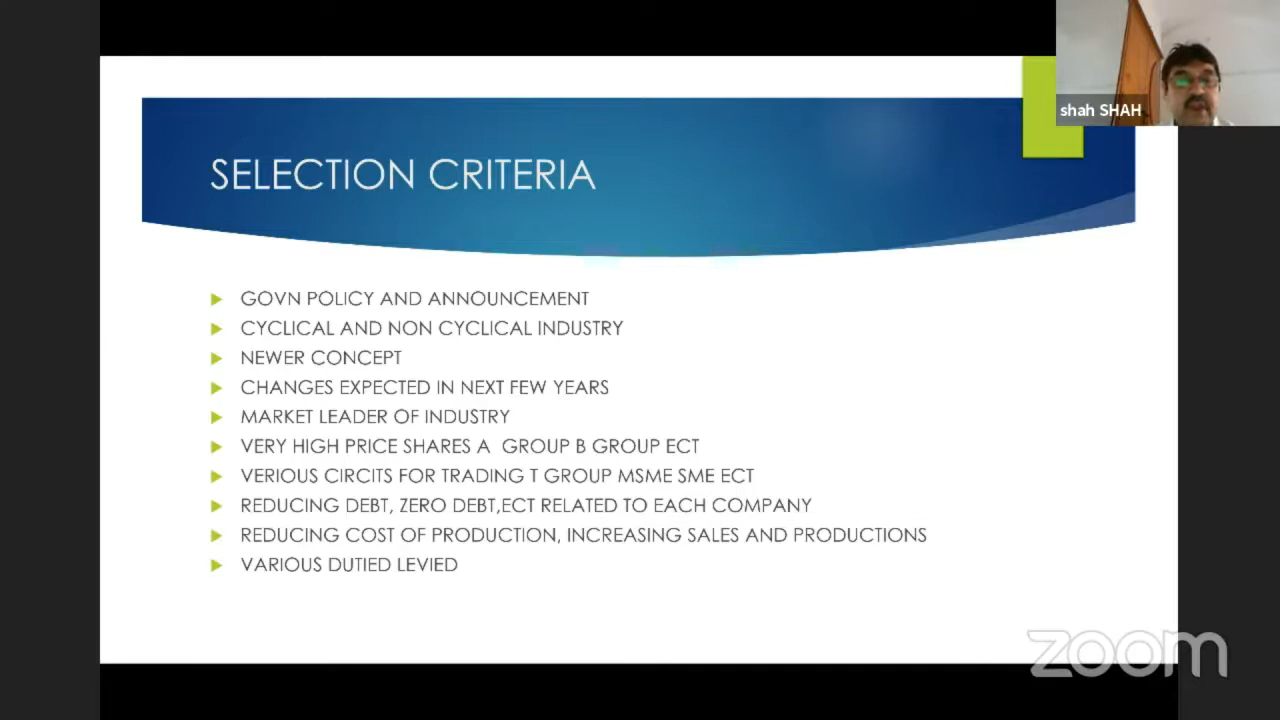 shah SHAH
SELECTION CRITERIA
GOVN POLICY AND ANNOUNCEMENT
CYCLICAL AND NON CYCLICAL INDUSTRY
NEWER CONCEPT
CHANGES EXPECTED IN NEXT FEW YEARS
MARKET LEADER OF INDUSTRY
VERY HIGH PRICE SHARES A GROUP B GROUP ECT
VERIOUS CIRCITS FOR TRADING T GROUP MSME SME ECT
REDUCING DEBT, ZERO DEBT,ECT RELATED TO EACH COMPANY
REDUCING COST OF PRODUCTION, INCREASING SALES AND PRODUCTIONS
VARIOUS DUTIED LEVIED
zoom